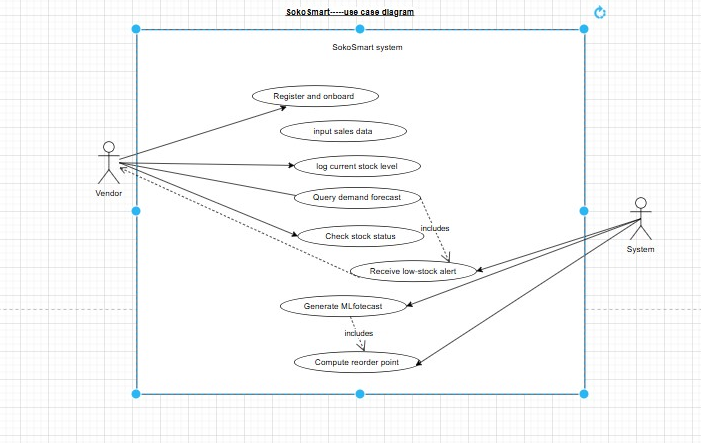 SokoSmart-----use case diagram
SokoSmart system
Register and onboard
input sales data
log current stock level
Vendor
Query demand forecast
includes
Check stock status
System
Receive low-stock alert
Generate MLfotecast
includes
Compute reorder point